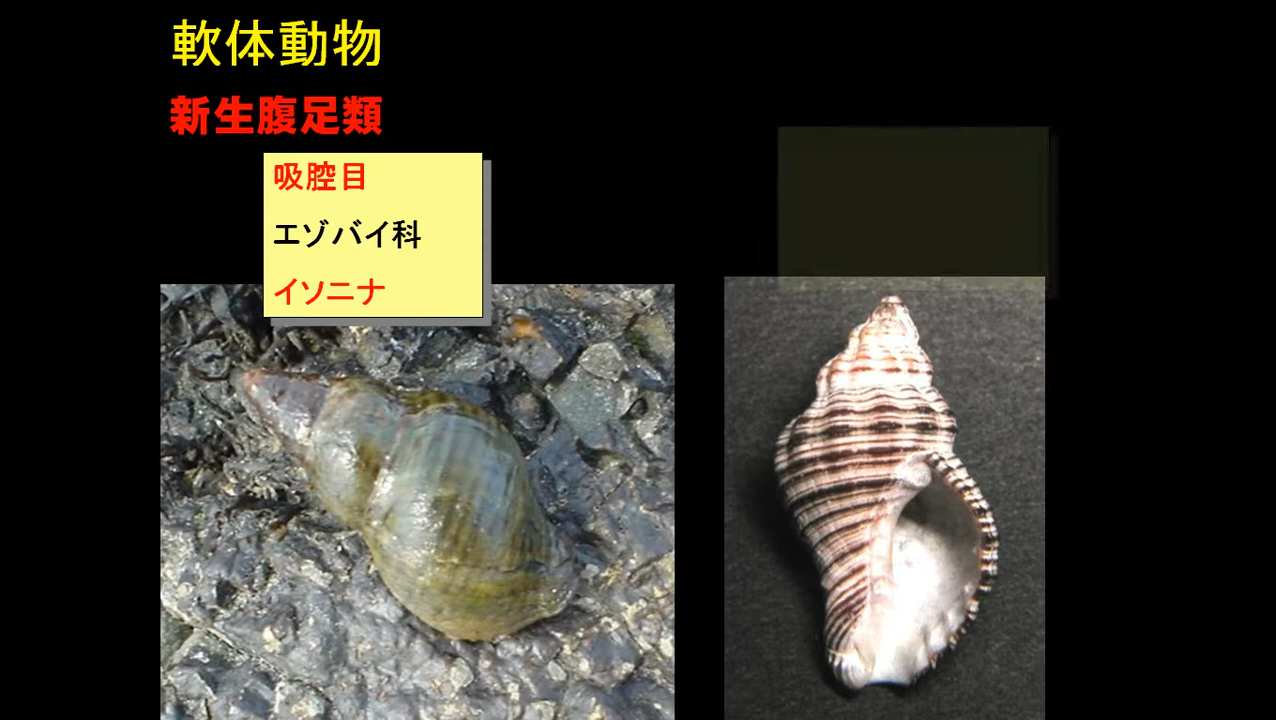 軟体動物
新生腹足類
吸腔目
エゾバイ科
イソニナ